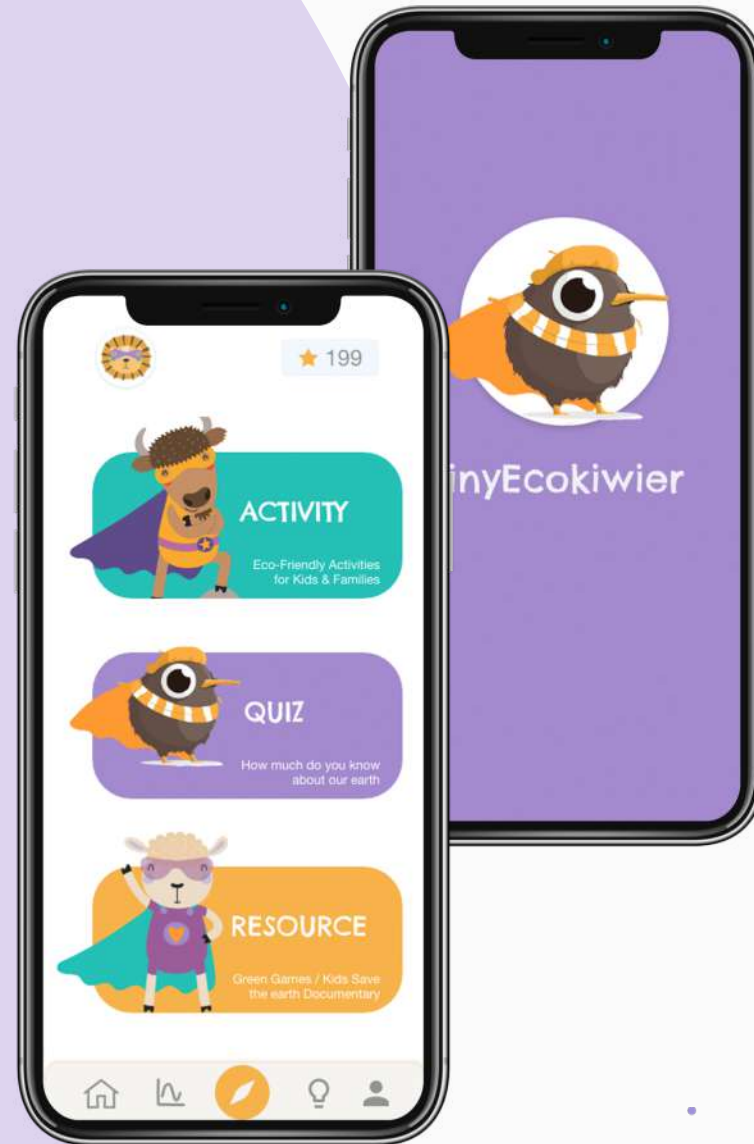 199
ACTIVITY
Eco-Friendly Activities
for Kids & Families
QUIZ
How much do you know
about our earth
RESOURCE
Green Games / Kids Save
the earth Documentary
inyEcokiwier